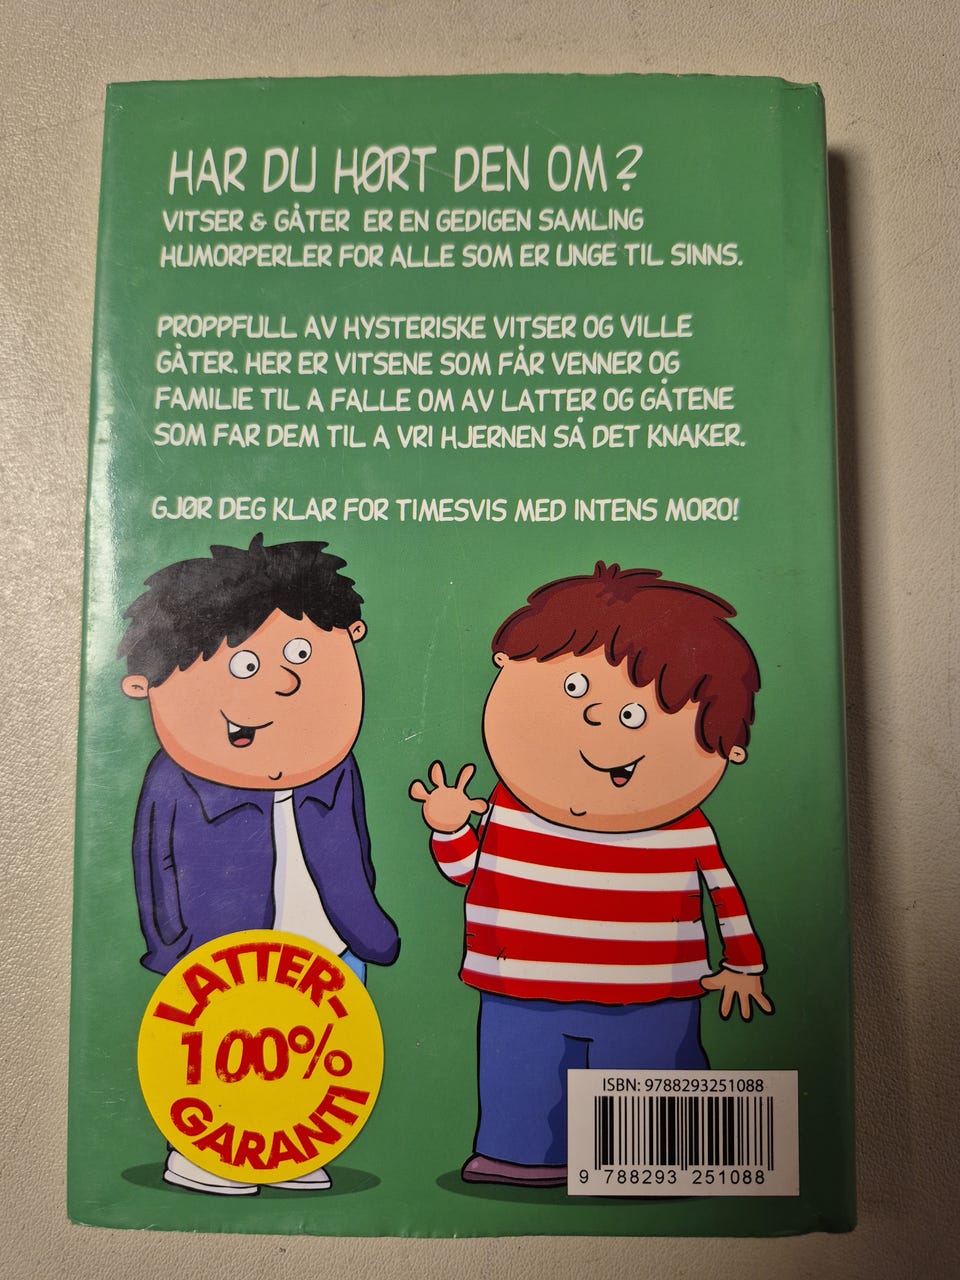 HAR DU HØRT DEN OM?
VITSER & GÅTER ER EN GEDIGEN SAMLING
HUMORPERLER FOR ALLE SOM ER UNGE TIL SINNS.
PROPPFULL AV HYSTERISKE VITSER OG VILLE
GÅTER. HER ER VITSENE SOM FÅR VENNER OG
FAMILIE TIL A FALLE OM AV LATTER OG GÅTENE
SOM FAR DEM TIL A VRI HJERNEN SÅ DET KNAKER.
GJØR DEG KLAR FOR TIMESVIS MED INTENS MORO!
LATTER-
100%
GARANTI
ISBN: 9788293251088
9 788293 251088